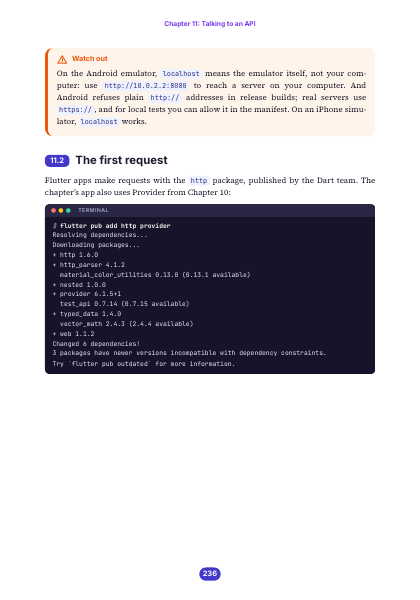 Chapter 11: Talking to an API
Watch out
On the Android emulator, localhost means the emulator itself, not your com-
puter: use http://10.0.2.2:8080 to reach a server on your computer. And
Android refuses plain http:// addresses in release builds; real servers use
https://, and for local tests you can allow it in the manifest. On an iPhone simu-
lator, localhost works.
11.2 The first request
Flutter apps make requests with the http package, published by the Dart team. The
chapter's app also uses Provider from Chapter 10:
TERMINAL
$ flutter pub add http provider
Resolving dependencies...
Downloading packages...
+ http 1.6.0
+ http_parser 4.1.2
material_color_utilities 0.13.0 (0.13.1 available)
+ nested 1.0.0
+ provider 6.1.5+1
test_api 0.7.14 (0.7.15 available)
+ typed_data 1.4.0
vector_math 2.4.3 (2.4.4 available)
+ web 1.1.2
Changed 6 dependencies!
3 packages have newer versions incompatible with dependency constraints.
Try `flutter pub outdated` for more information.
236